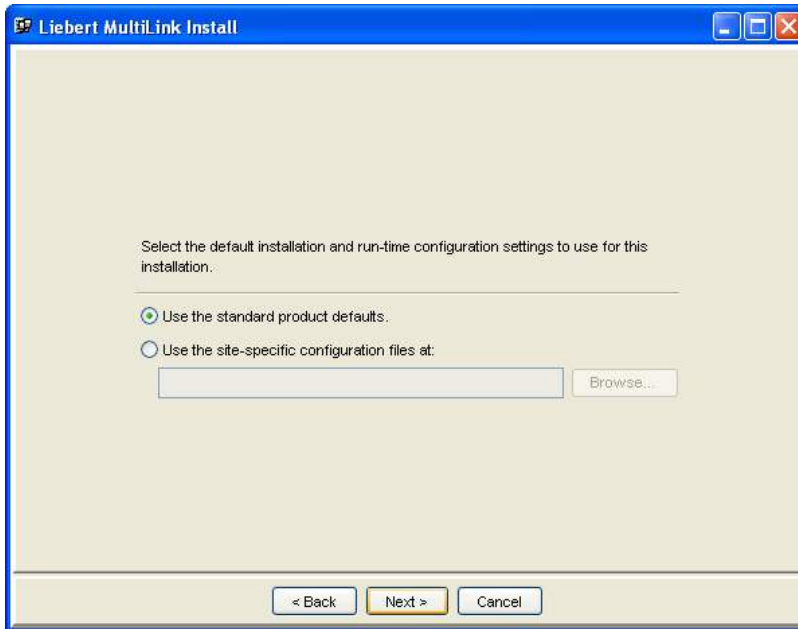 Liebert MultiLink Install
Select the default installation and run-time configuration settings to use for this
installation.
Use the standard product defaults.
Use the site-specific configuration files at:
Browse...
< Back
Next >
Cancel